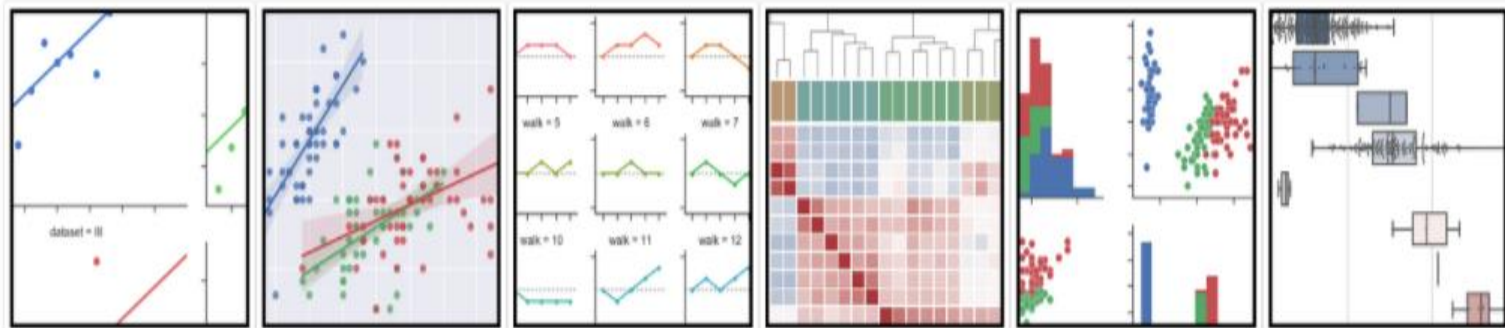 dataset = III
walk = 5
walk = 6
walk = 7
walk = 10
walk = 11
walk = 12